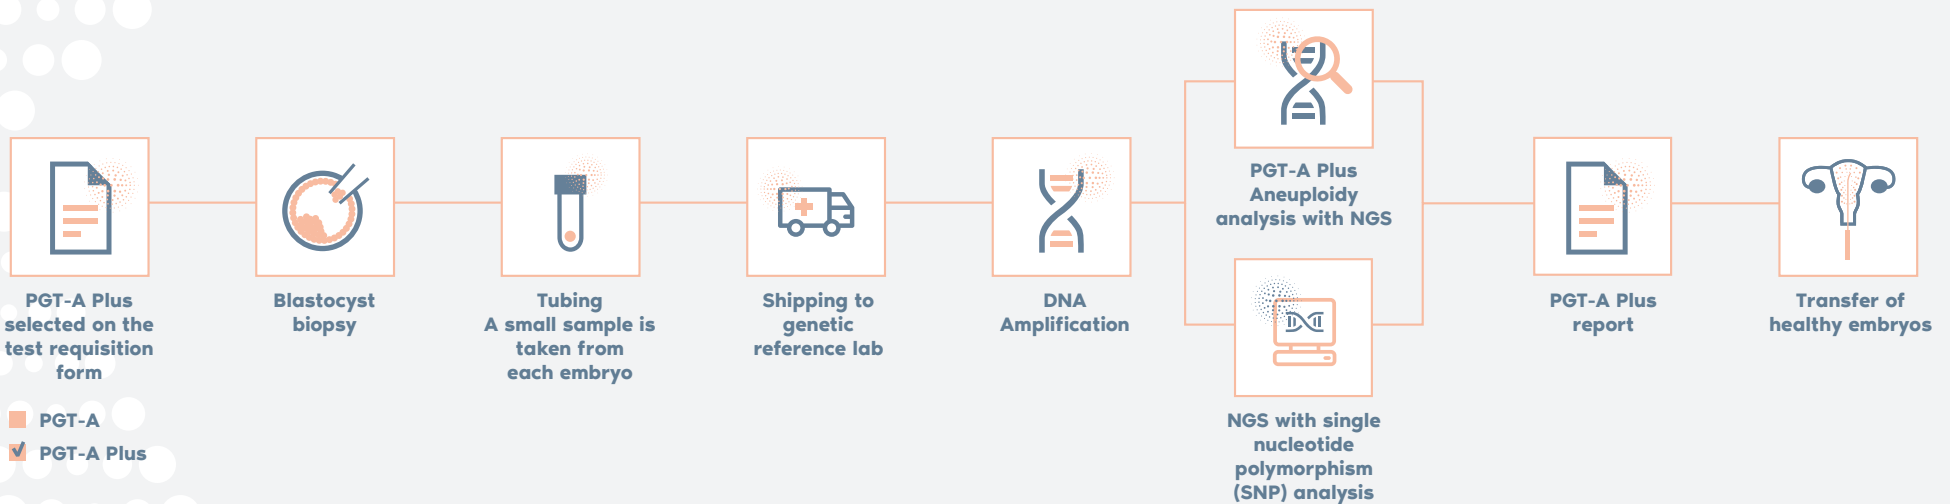 PGT-A Plus
selected on the
test requisition
form
PGT-A
PGT-A Plus
Blastocyst
biopsy
Tubing
A small sample is
taken from
each embryo
Shipping to
genetic
reference lab
DNA
Amplification
PGT-A Plus
Aneuploidy
analysis with NGS
NGS with single
nucleotide
polymorphism
(SNP) analysis
PGT-A Plus
report
Transfer of
healthy embryos